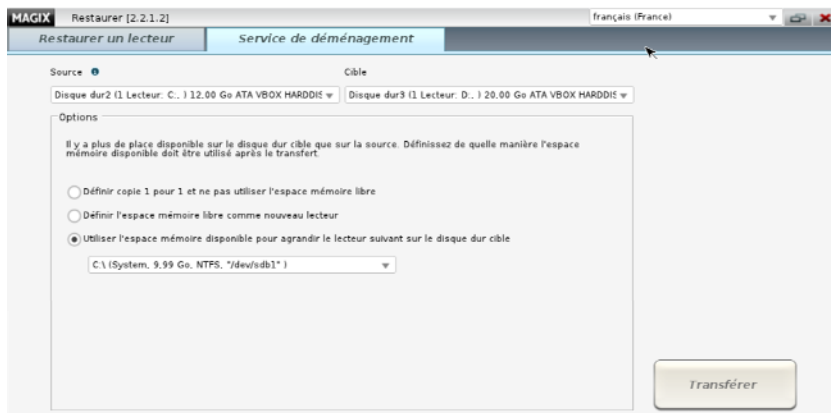 MAGIX Restaurer [2.2.1.2] français (France)
Restaurer un lecteur Service de déménagement
Source Cible
Disque dur2 (1 Lecteur: C:, ) 12.00 Go ATA VBOX HARDDIS Disque dur3 (1 Lecteur: D:, ) 20.00 Go ATA VBOX HARDDIS
Options
Il y a plus de place disponible sur le disque dur cible que sur la source. Définissez de quelle manière l'espace
mémoire disponible doit être utilisé après le transfert.
Définir copie 1 pour 1 et ne pas utiliser l'espace mémoire libre
Définir l'espace mémoire libre comme nouveau lecteur
Utiliser l'espace mémoire disponible pour agrandir le lecteur suivant sur le disque dur cible
C:\ (System, 9,99 Go, NTFS, "/dev/sdb1" )
Transférer